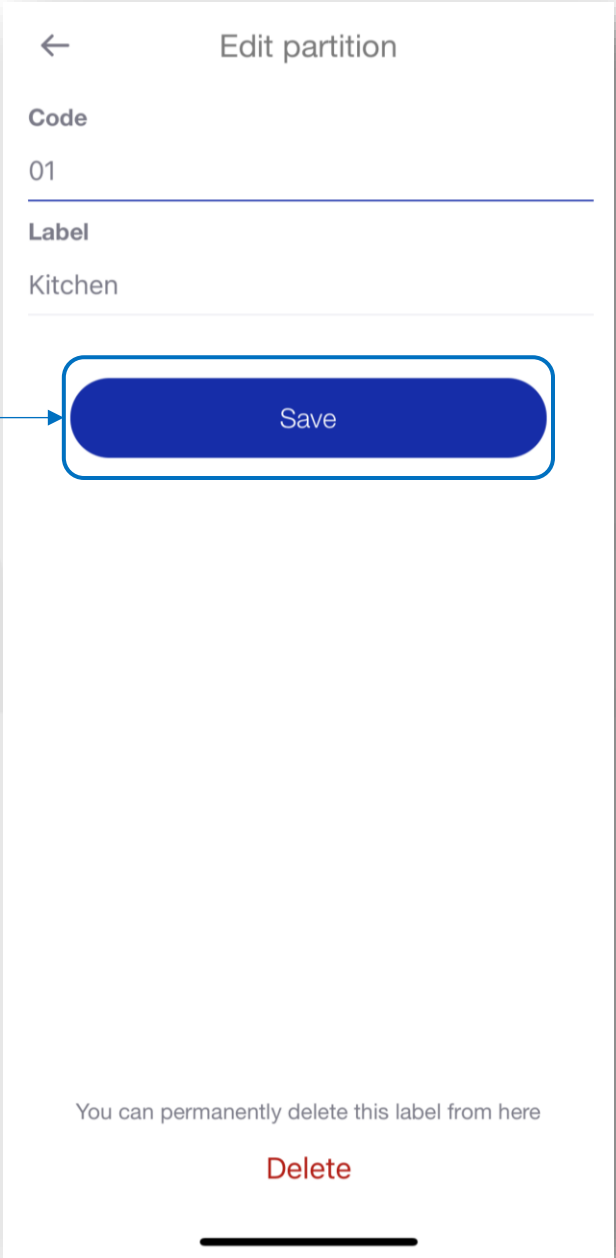 Edit partition
Code
01
Label
Kitchen
Save
You can permanently delete this label from here
Delete